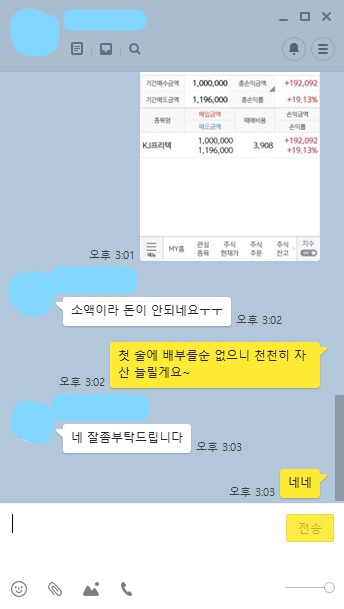 기간매수금액 1,000,000 총손익금액 +192,092
기간매도금액 1,196,000 총손익률 +19,13%
종목명 매입금액 매매비용 손익금액
매도금액 손익률
KJ프리텍 1,000,000 3,908 +192,092
1,196,000 +19,13%
메뉴 MY홈 관심 종목 주식 현재가 주식 주문 주식 잔고 지수
오후 3:01
소액이라 돈이 안되네요ㅜㅜ
오후 3:02
첫 술에 배부를순 없으니 천천히 자
산 늘릴게요~
오후 3:02
네 잘좀부탁드립니다
오후 3:03
네네
오후 3:03
전송